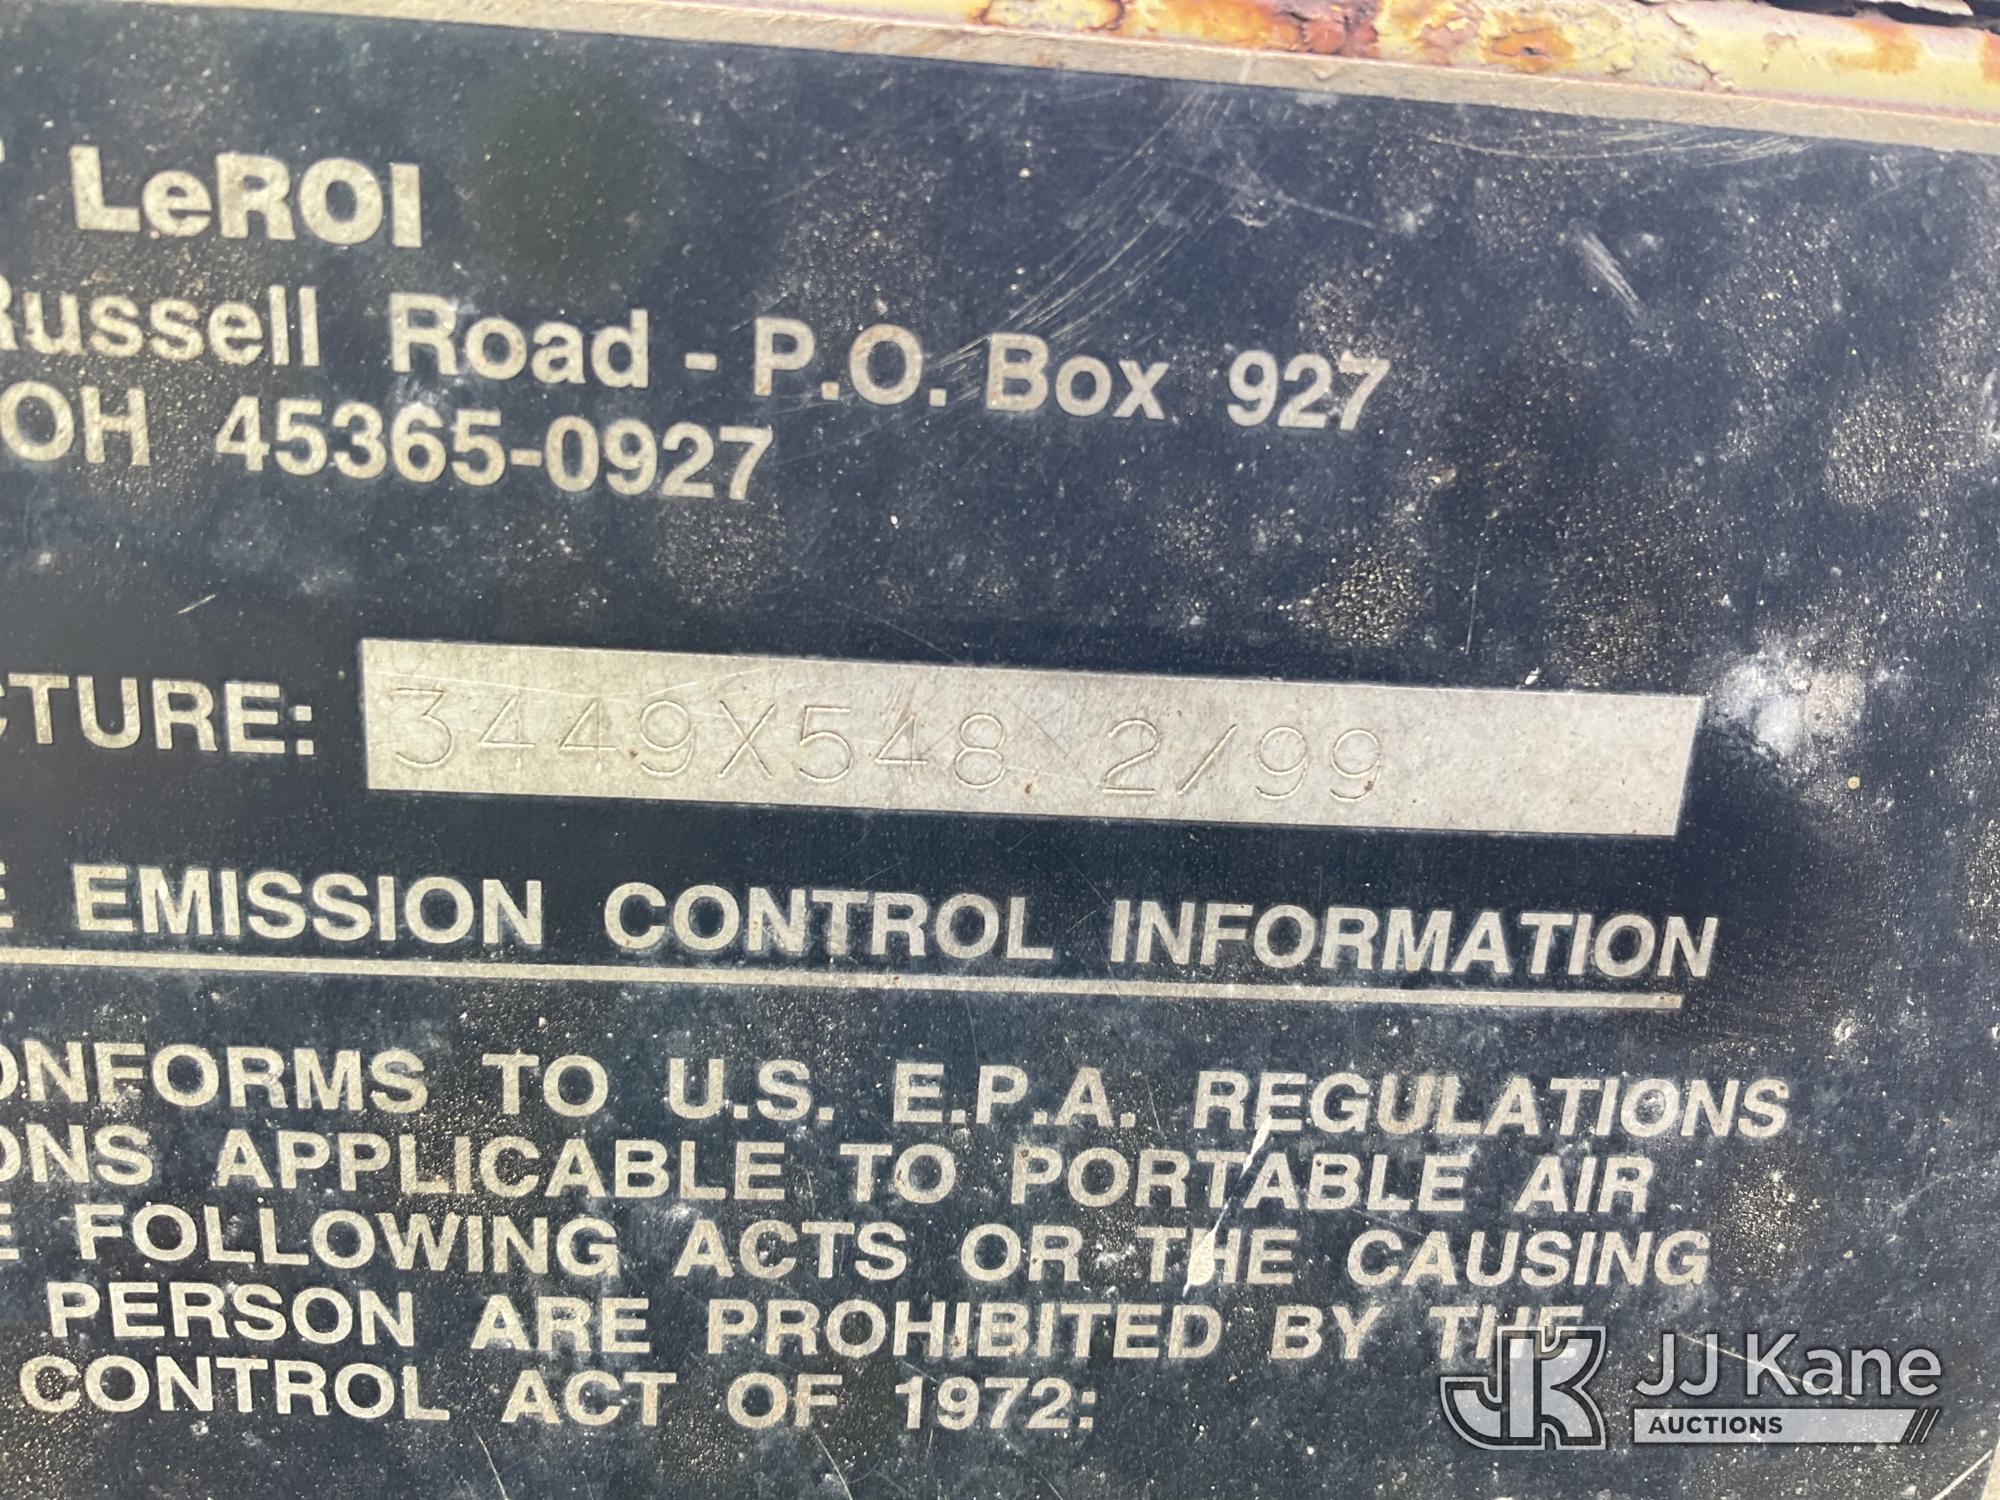 LeROI
Russell Road - P.O. Box 927
OH 45365-0927
CTURE: 3449X548 2/99
E EMISSION CONTROL INFORMATION
ONFORMS TO U.S. E.P.A. REGULATIONS
ONS APPLICABLE TO PORTABLE AIR
E FOLLOWING ACTS OR THE CAUSING
PERSON ARE PROHIBITED BY THE
CONTROL ACT OF 1972:
JK JJ Kane
AUCTIONS